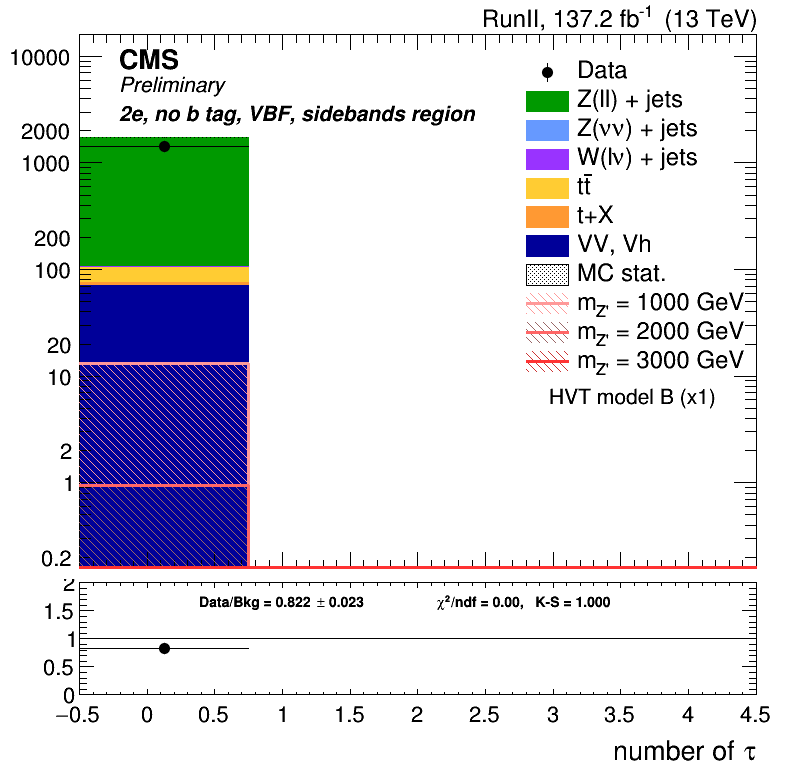 RunII, 137.2 fb⁻¹ (13 TeV)
CMS
Preliminary
2e, no b tag, VBF, sidebands region
Data
Z(ll) + jets
Z(νν) + jets
W(lν) + jets
tt̄
t+X
VV, Vh
MC stat.
m_Z' = 1000 GeV
m_Z' = 2000 GeV
m_Z' = 3000 GeV
HVT model B (x1)
10000
2000
1000
200
100
20
10
2
1
0.2
2
1.5
1
0.5
0
Data/Bkg = 0.822 ± 0.023 χ²/ndf = 0.00, K-S = 1.000
−0.5 0 0.5 1 1.5 2 2.5 3 3.5 4 4.5
number of τ